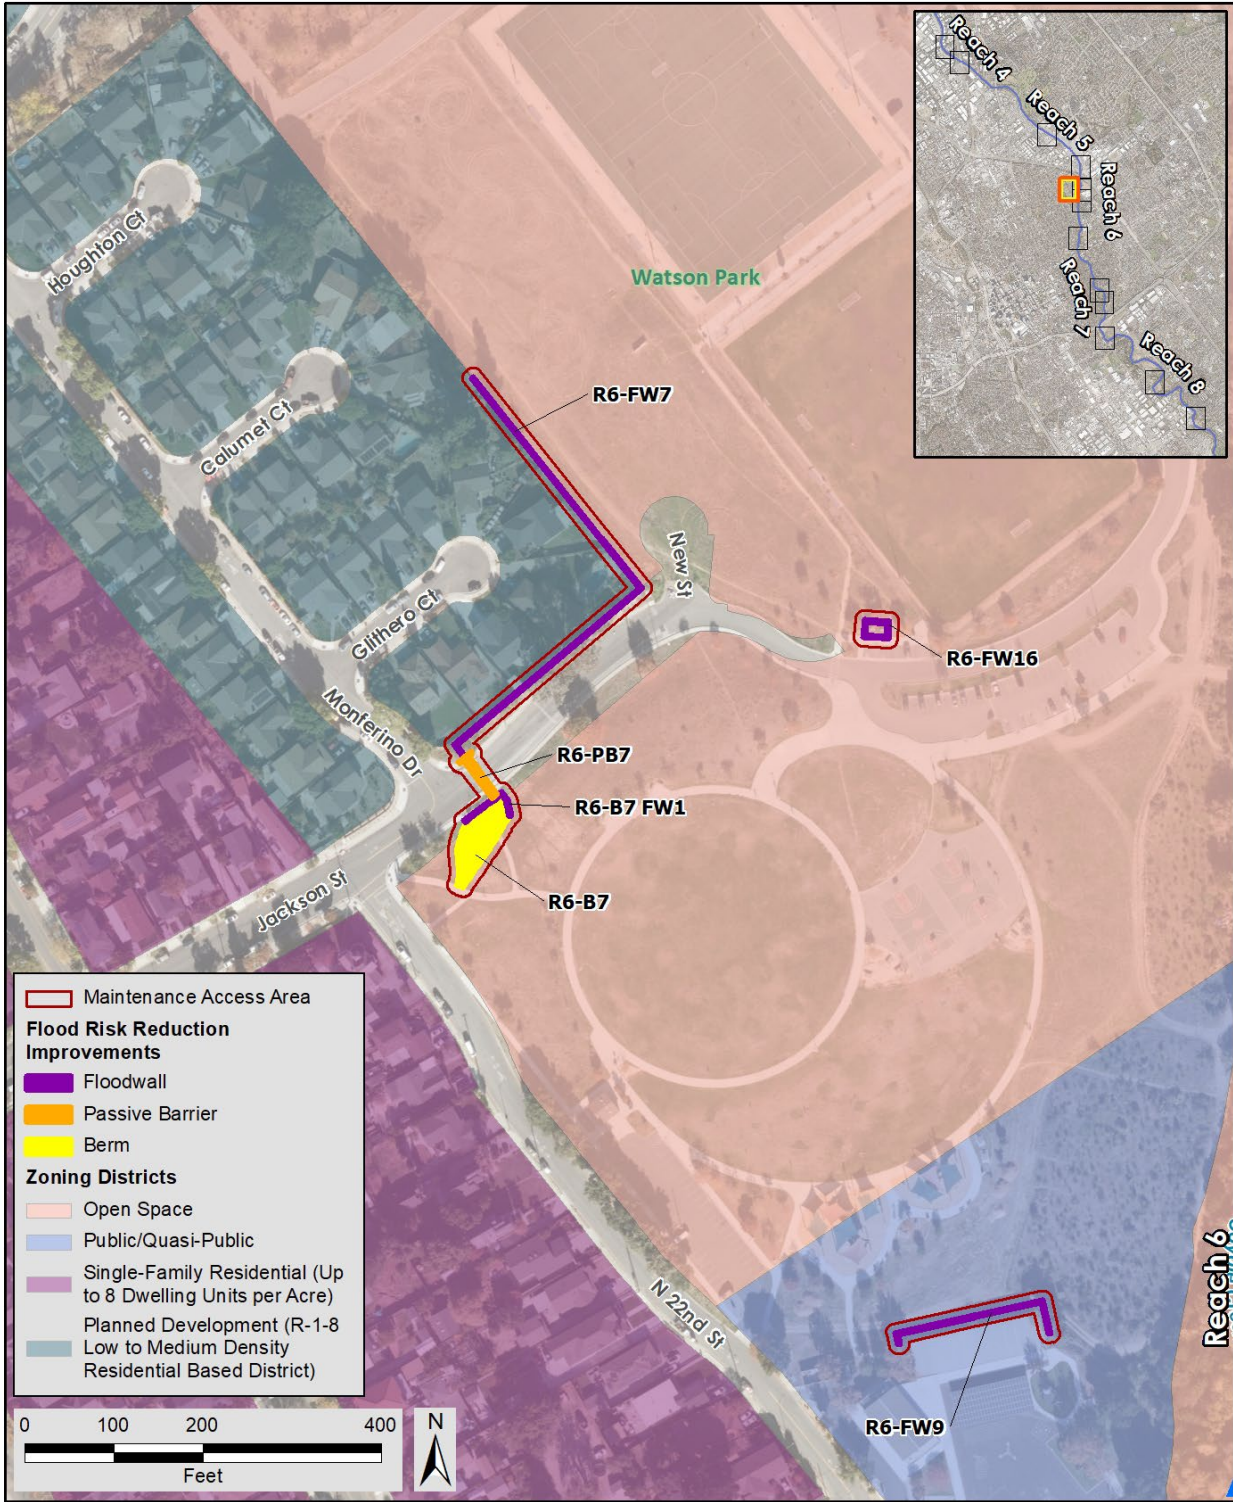 Reach 4
Reach 5
Reach 6
Reach 7
Reach 8
Houghton Ct
Watson Park
R6-FW7
Calumet Ct
New St
Glithero Ct
R6-FW16
Monferino Dr
R6-PB7
R6-B7 FW1
R6-B7
Jackson St
Maintenance Access Area
Flood Risk Reduction
Improvements
Floodwall
Passive Barrier
Berm
Zoning Districts
Open Space
Public/Quasi-Public
Single-Family Residential (Up
to 8 Dwelling Units per Acre)
Planned Development (R-1-8
Low to Medium Density
Residential Based District)
N 22nd St
Reach 6
R6-FW9
0 100 200 400
Feet
N